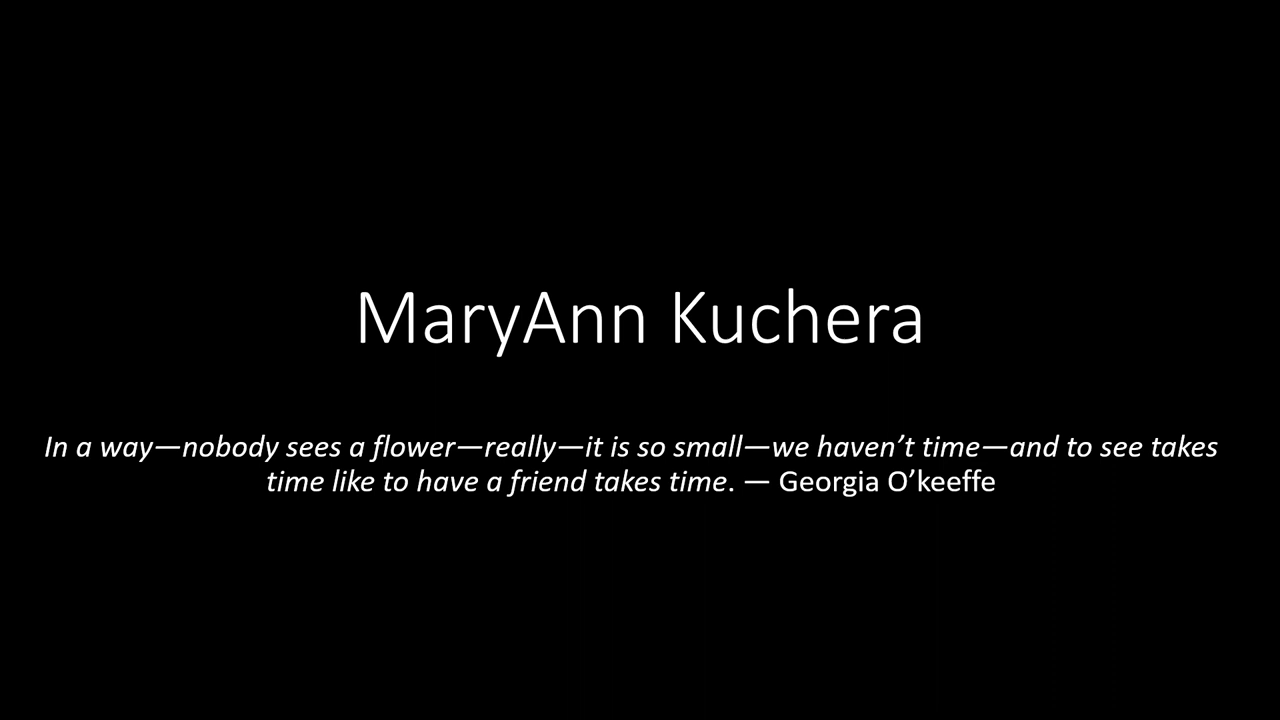 MaryAnn Kuchera
In a way—nobody sees a flower—really—it is so small—we haven’t time—and to see takes
time like to have a friend takes time. — Georgia O’keeffe